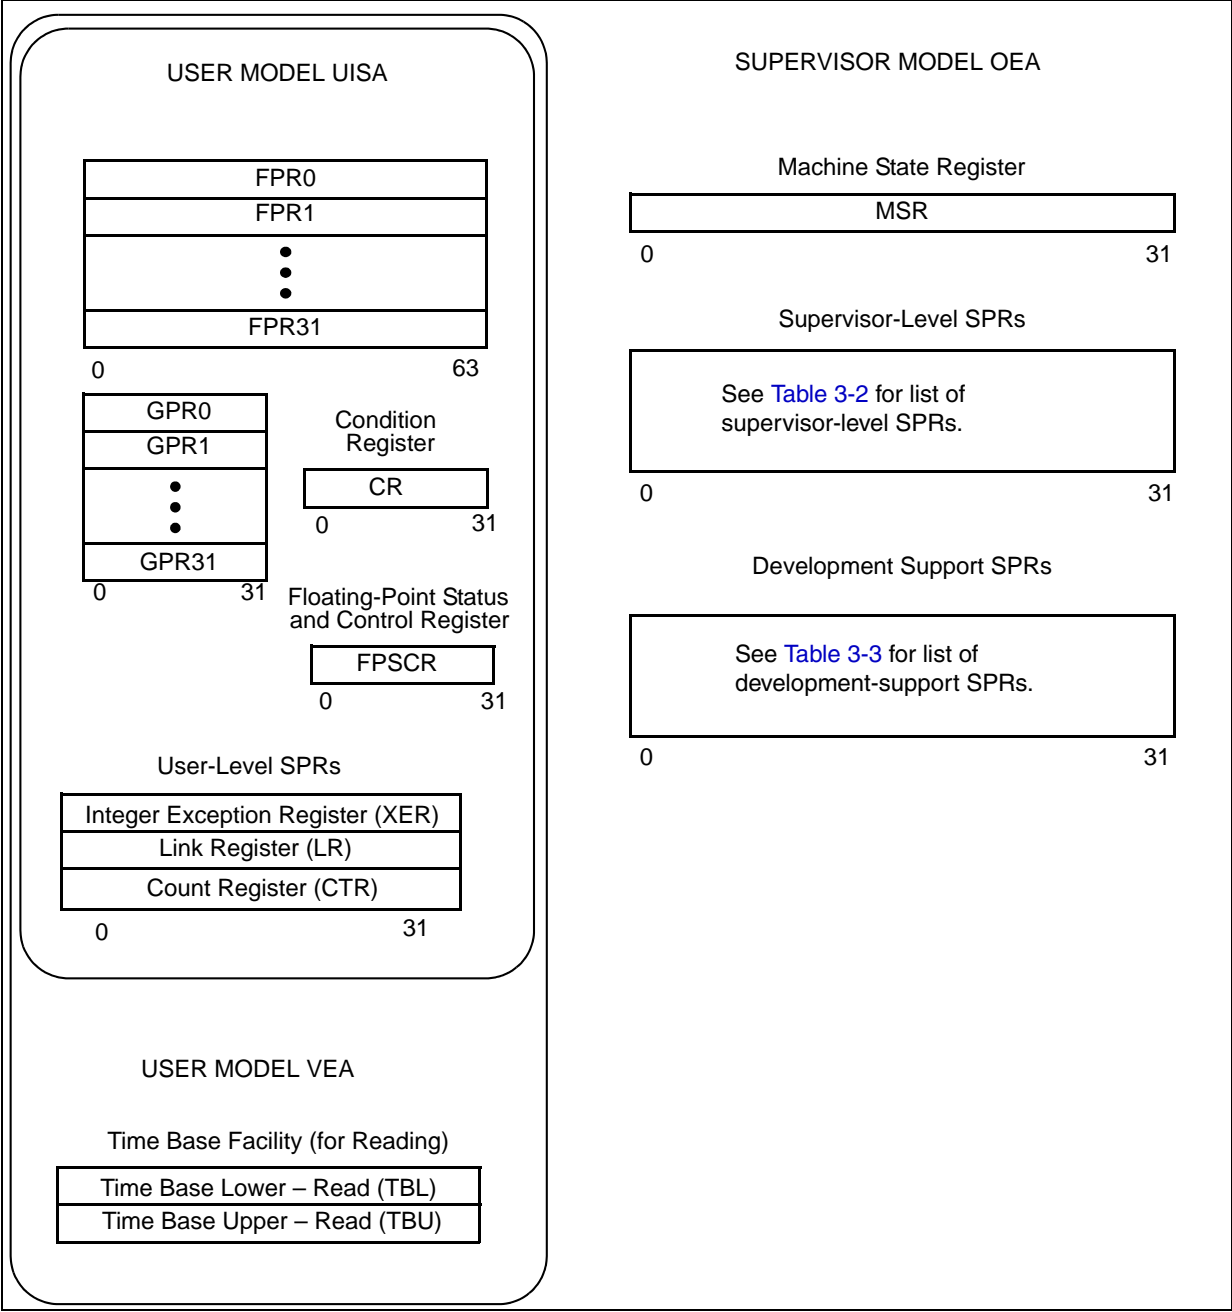 USER MODEL UISA
FPR0
FPR1
FPR31
0 63
GPR0
GPR1
GPR31
0 31
Condition
Register
CR
0 31
Floating-Point Status
and Control Register
FPSCR
0 31
User-Level SPRs
Integer Exception Register (XER)
Link Register (LR)
Count Register (CTR)
0 31
USER MODEL VEA
Time Base Facility (for Reading)
Time Base Lower – Read (TBL)
Time Base Upper – Read (TBU)
SUPERVISOR MODEL OEA
Machine State Register
MSR
0 31
Supervisor-Level SPRs
See Table 3-2 for list of
supervisor-level SPRs.
0 31
Development Support SPRs
See Table 3-3 for list of
development-support SPRs.
0 31